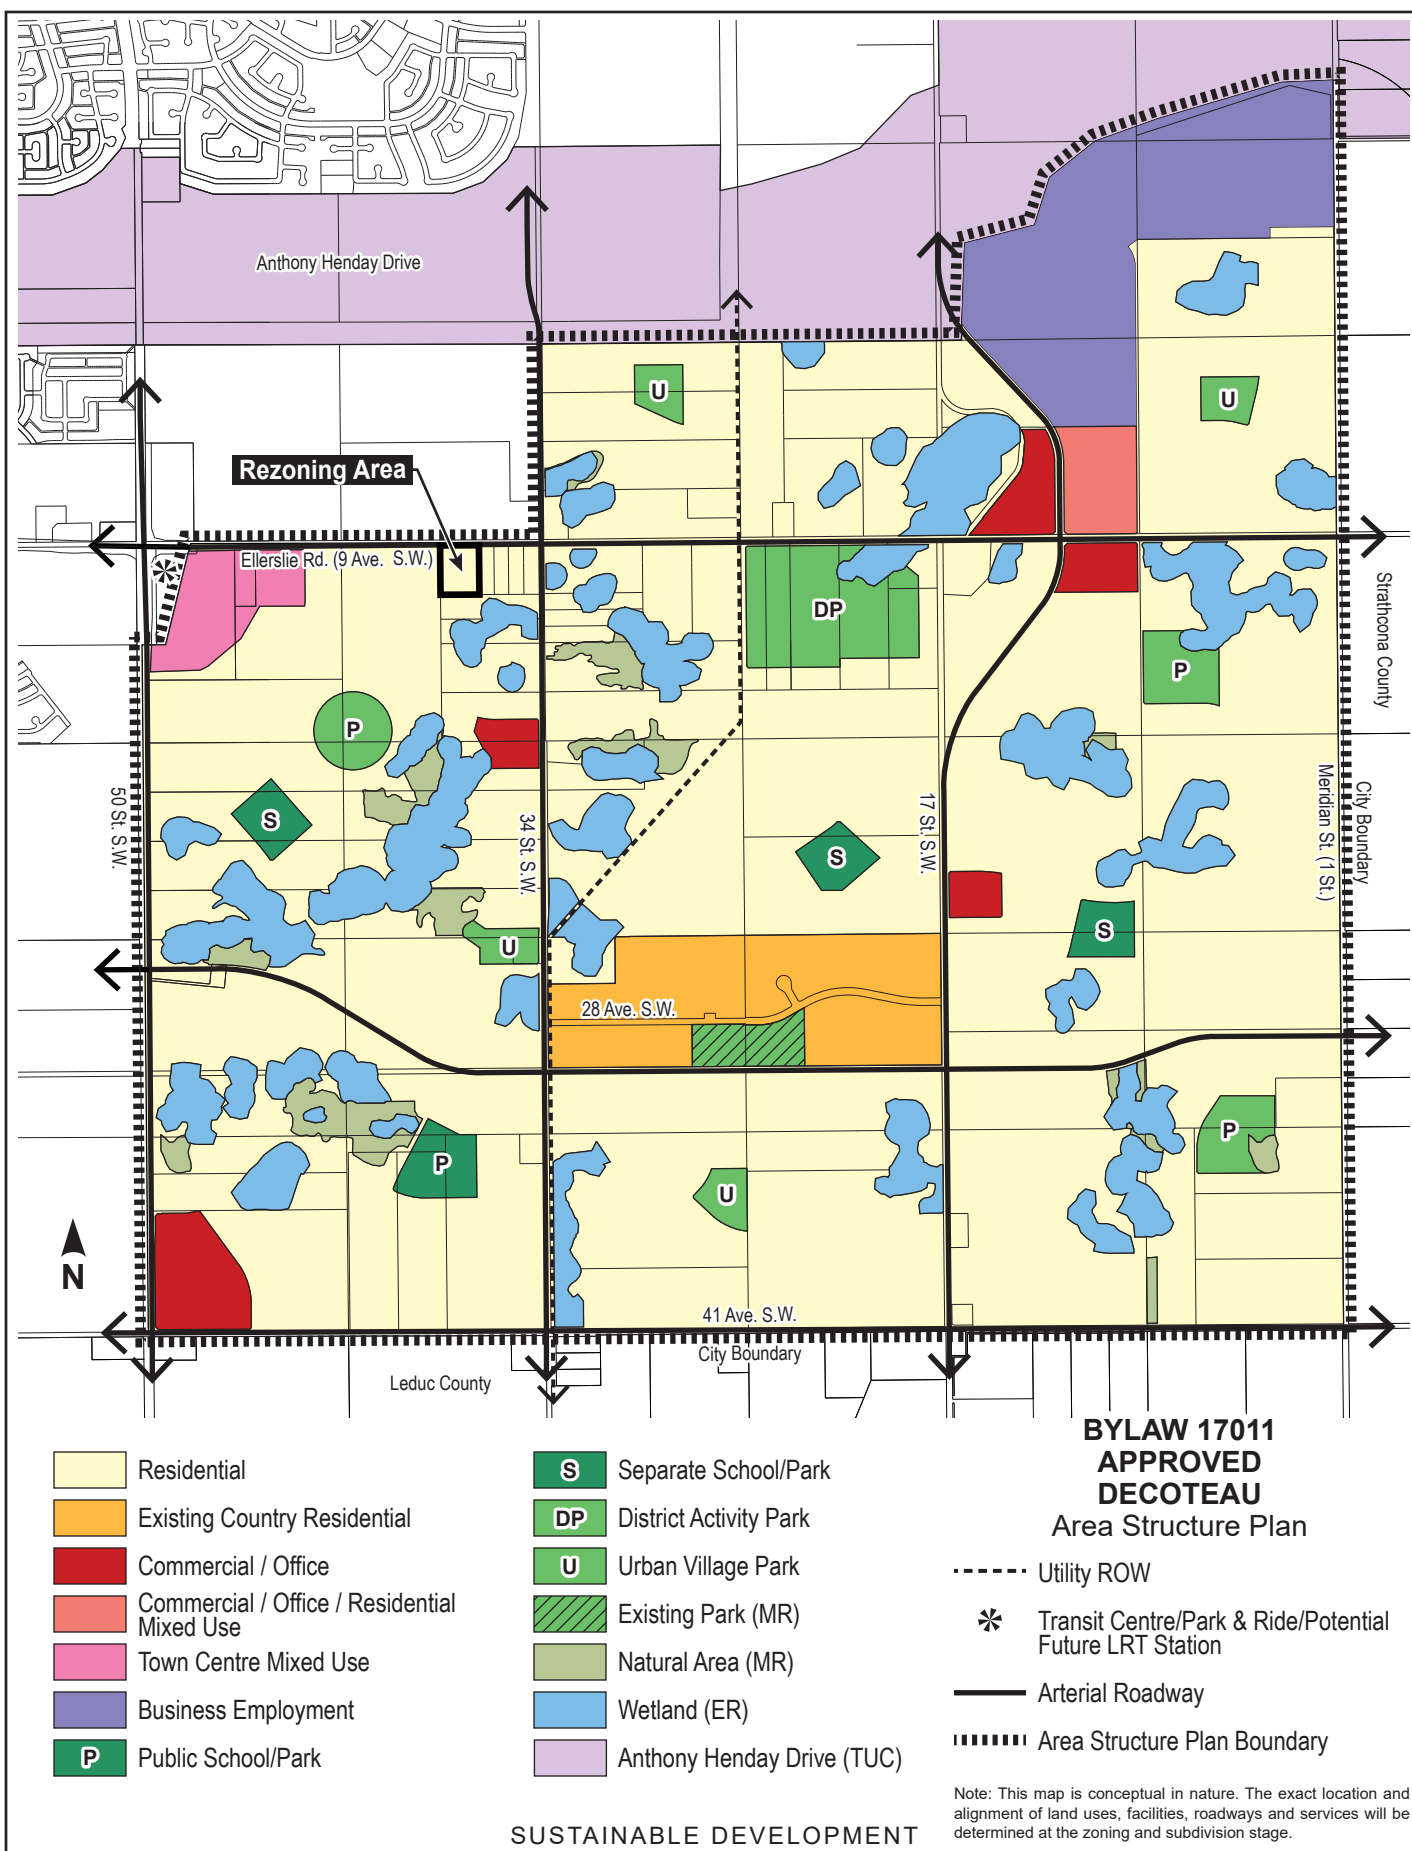 Anthony Henday Drive
U
U
Rezoning Area
Ellerslie Rd. (9 Ave. S.W.)
DP
Strathcona County
P
P
50 St. S.W.
S
34 St. S.W.
S
17 St. S.W.
Meridian St. (1 St.)
City Boundary
S
U
28 Ave. S.W.
P
P
U
N
41 Ave. S.W.
City Boundary
Leduc County
Residential
Existing Country Residential
Commercial / Office
Commercial / Office / Residential
Mixed Use
Town Centre Mixed Use
Business Employment
P Public School/Park
S Separate School/Park
DP District Activity Park
U Urban Village Park
Existing Park (MR)
Natural Area (MR)
Wetland (ER)
Anthony Henday Drive (TUC)
BYLAW 17011
APPROVED
DECOTEAU
Area Structure Plan
Utility ROW
Transit Centre/Park & Ride/Potential
Future LRT Station
Arterial Roadway
Area Structure Plan Boundary
Note: This map is conceptual in nature. The exact location and
alignment of land uses, facilities, roadways and services will be
determined at the zoning and subdivision stage.
SUSTAINABLE DEVELOPMENT